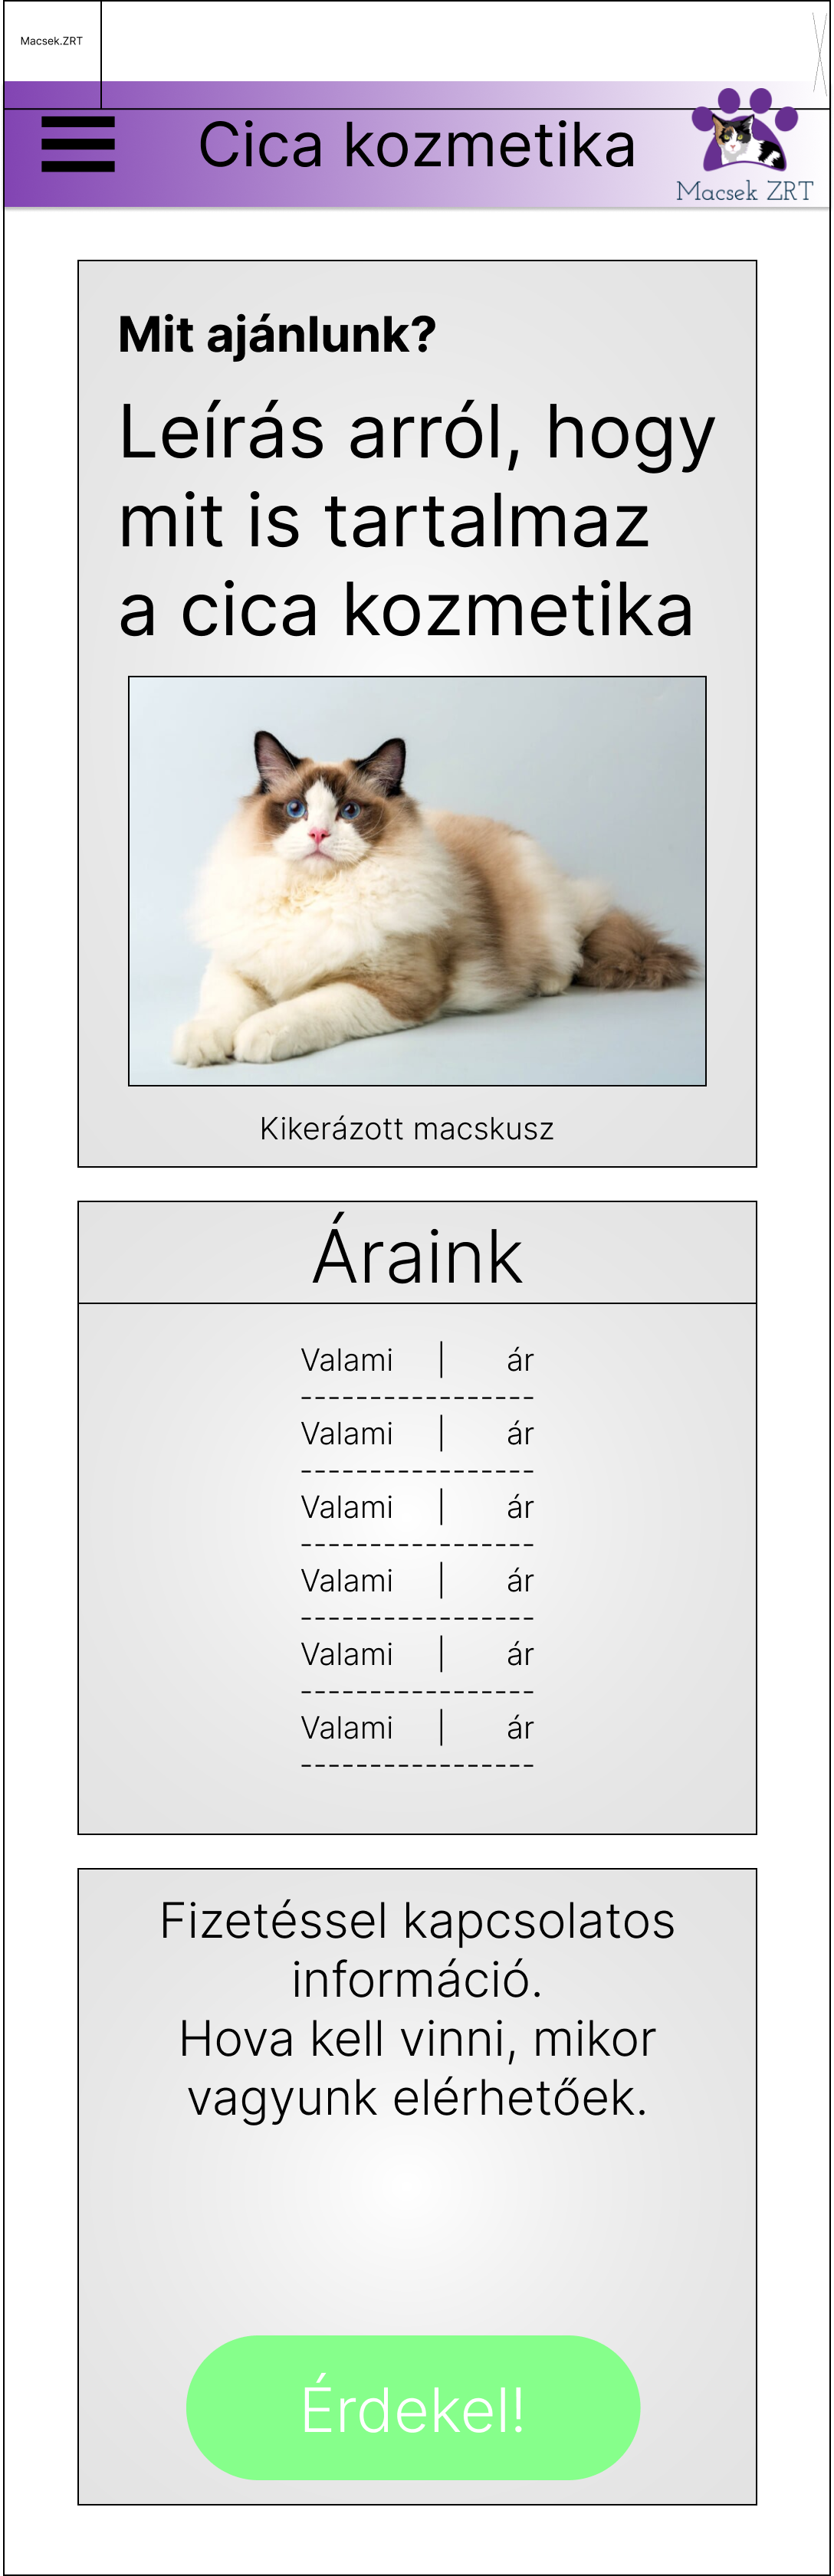 Macsek.ZRT
Cica kozmetika
Macsek ZRT
Mit ajánlunk?
Leírás arról, hogy
mit is tartalmaz
a cica kozmetika
Kikerázott macskusz
Áraink
Valami | ár
-----------------
Valami | ár
-----------------
Valami | ár
-----------------
Valami | ár
-----------------
Valami | ár
-----------------
Valami | ár
-----------------
Fizetéssel kapcsolatos
információ.
Hova kell vinni, mikor
vagyunk elérhetőek.
Érdekel!